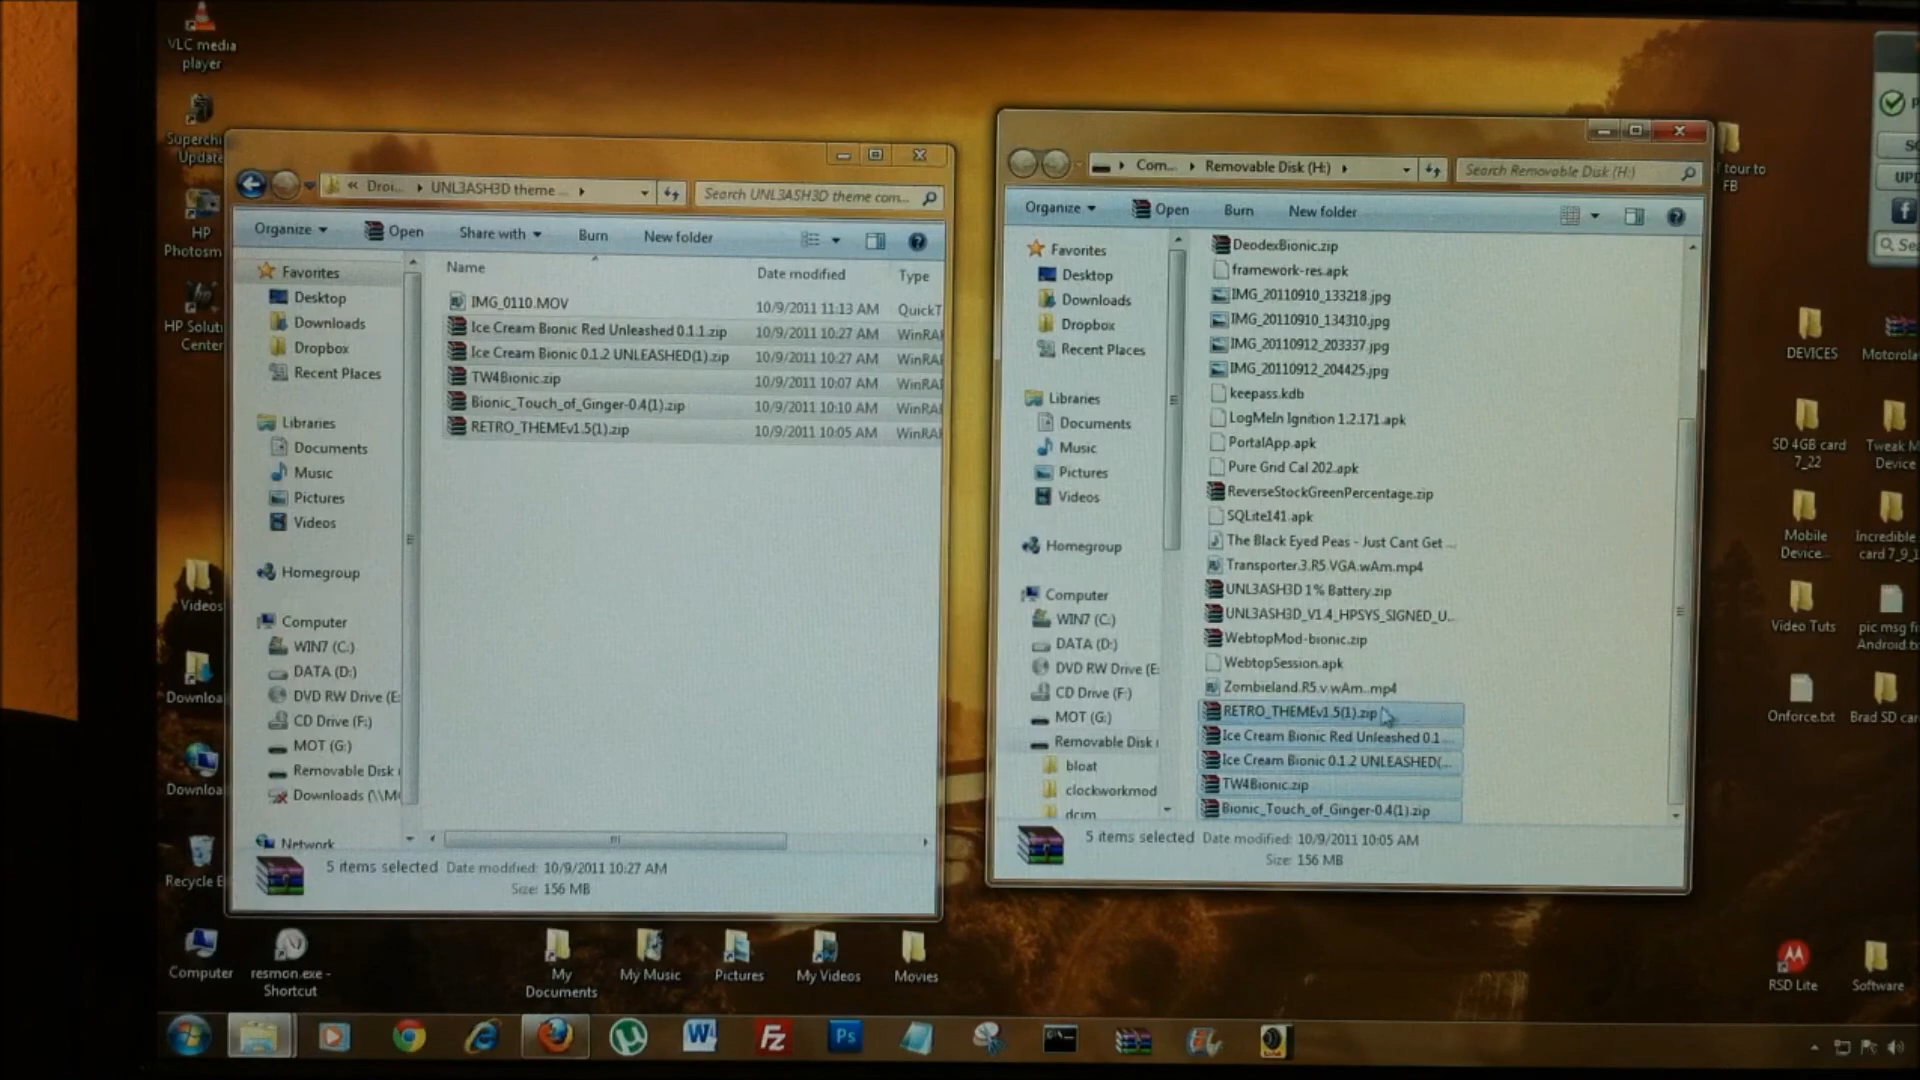 VLC media
player
Update
HP
Photosm
HP Soluti
Center
Videos
Downloa
Downloa
Recycle
Computer
resmon.exe -
Shortcut
« Droi... ▸ UNL3ASH3D theme ...
Search UNL3ASH3D theme com...
Organize
Open
Share with
Burn
New folder
Favorites
Desktop
Downloads
Dropbox
Recent Places
Libraries
Documents
Music
Pictures
Videos
Homegroup
Computer
WIN7 (C:)
DATA (D:)
DVD RW Drive (E:
CD Drive (F:)
MOT (G:)
Removable Disk
Downloads (\\M
Network
Name Date modified Type
IMG_0110.MOV 10/9/2011 11:13 AM QuickT
Ice Cream Bionic Red Unleashed 0.1.1.zip 10/9/2011 10:27 AM WinRA
Ice Cream Bionic 0.1.2 UNLEASHED(1).zip 10/9/2011 10:27 AM WinRA
TW4Bionic.zip 10/9/2011 10:07 AM WinRA
Bionic_Touch_of_Ginger-0.4(1).zip 10/9/2011 10:10 AM WinRA
RETRO_THEMEv1.5(1).zip 10/9/2011 10:05 AM WinRA
5 items selected Date modified: 10/9/2011 10:27 AM
Size: 156 MB
Com... ▸ Removable Disk (H:) ▸
Search Removable Disk (H:)
Organize
Open
Burn
New folder
Favorites
Desktop
Downloads
Dropbox
Recent Places
Libraries
Documents
Music
Pictures
Videos
Homegroup
Computer
WIN7 (C:)
DATA (D:)
DVD RW Drive (E:
CD Drive (F:)
MOT (G:)
Removable Disk
bloat
clockworkmod
dcim
DeodexBionic.zip
framework-res.apk
IMG_20110910_133218.jpg
IMG_20110910_134310.jpg
IMG_20110912_203337.jpg
IMG_20110912_204425.jpg
keepass.kdb
LogMeIn Ignition 1.2.171.apk
PortalApp.apk
Pure Grid Cal 202.apk
ReverseStockGreenPercentage.zip
SQLite141.apk
The Black Eyed Peas - Just Cant Get ...
Transporter.3.R5.VGA.wAm.mp4
UNL3ASH3D 1% Battery.zip
UNL3ASH3D_V1.4_HPSYS_SIGNED_U...
WebtopMod-bionic.zip
WebtopSession.apk
Zombieland.R5.v.wAm..mp4
RETRO_THEMEv1.5(1).zip
Ice Cream Bionic Red Unleashed 0.1...
Ice Cream Bionic 0.1.2 UNLEASHED(...
TW4Bionic.zip
Bionic_Touch_of_Ginger-0.4(1).zip
5 items selected Date modified: 10/9/2011 10:05 AM
Size: 156 MB
tour to
FB
UPD
Se
DEVICES
Motorola
SD 4GB card
7_22
Tweak M
Device
Mobile
Device...
Incredible
card 7_9_1
Video Tuts
pic msg fi
Android.tx
Onforce.txt
Brad SD car
RSD Lite
Software
My
Documents
My Music
Pictures
My Videos
Movies
W
Fz
Ps